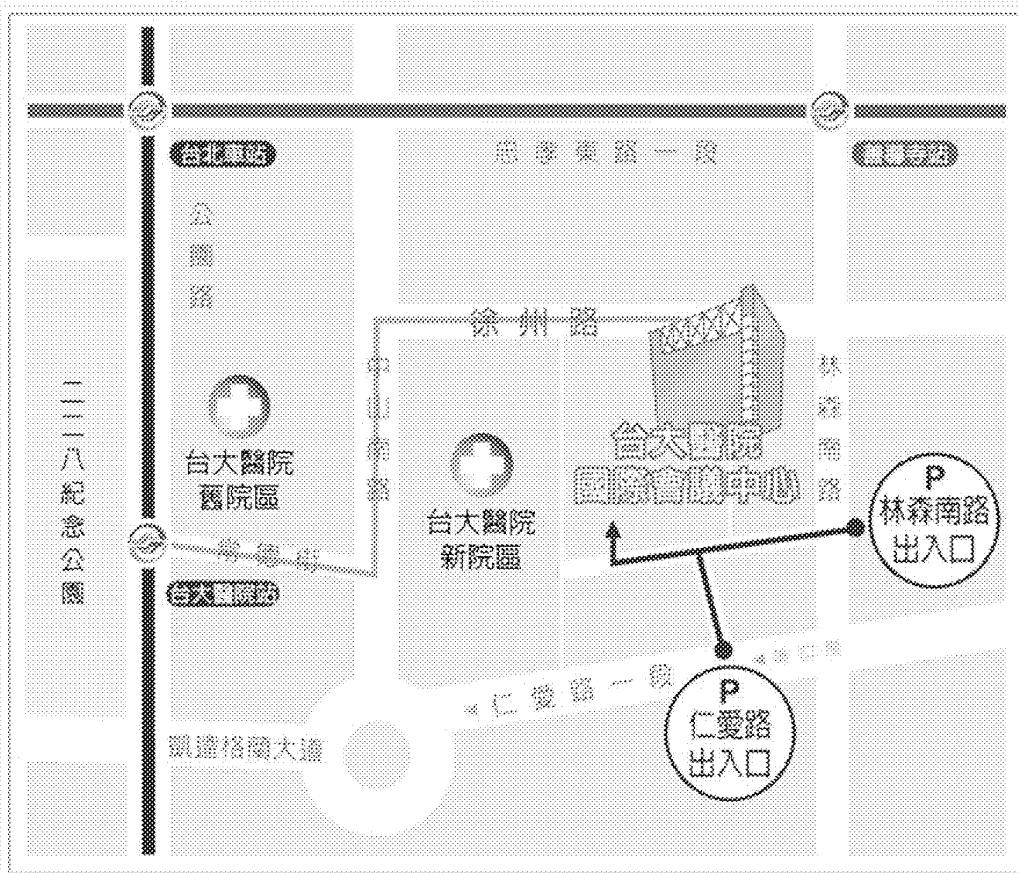 台北車站
忠孝東路一段
善導寺站
公園路
徐州路
中山南路
林森南路
二二八紀念公園
台大醫院
舊院區
台大醫院
國際會議中心
台大醫院
新院區
P
林森南路
出入口
常德街
台大醫院站
仁愛路一段
P
仁愛路
出入口
凱達格蘭大道